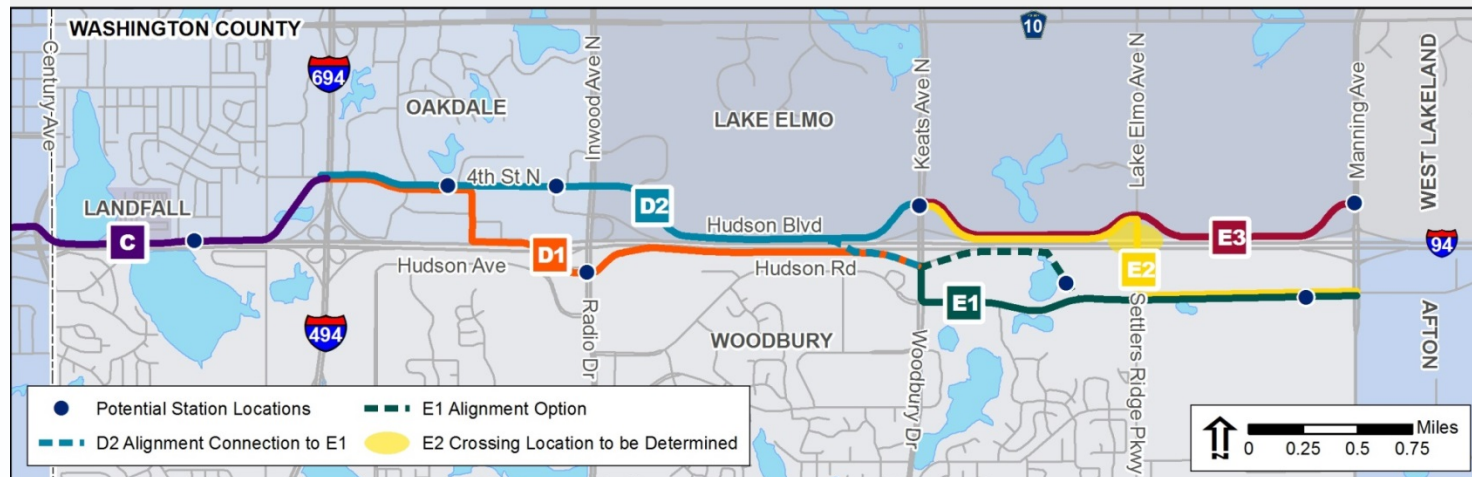 WASHINGTON COUNTY
10
694
Century Ave
Inwood Ave N
Keats Ave N
Lake Elmo Ave N
Manning Ave
WEST LAKELAND
OAKDALE
LAKE ELMO
4th St N
D2
LANDFALL
C
Hudson Blvd
E3
Hudson Ave
D1
Hudson Rd
E2
94
E1
494
Radio Dr
WOODBURY
Woodbury Dr
Settlers Ridge Pkwy
AFTON
Potential Station Locations
E1 Alignment Option
D2 Alignment Connection to E1
E2 Crossing Location to be Determined
N
Miles
0 0.25 0.5 0.75